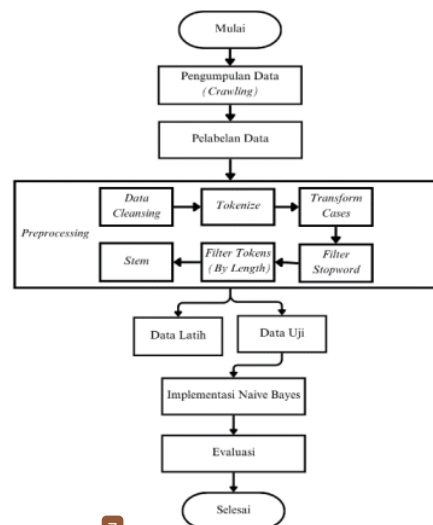 Mulai
Pengumpulan Data
(Crawling)
Pelabelan Data
Preprocessing
Data
Cleansing
Tokenize
Transform
Cases
Stem
Filter Tokens
(By Length)
Filter
Stopword
Data Latih
Data Uji
Implementasi Naive Bayes
Evaluasi
Selesai